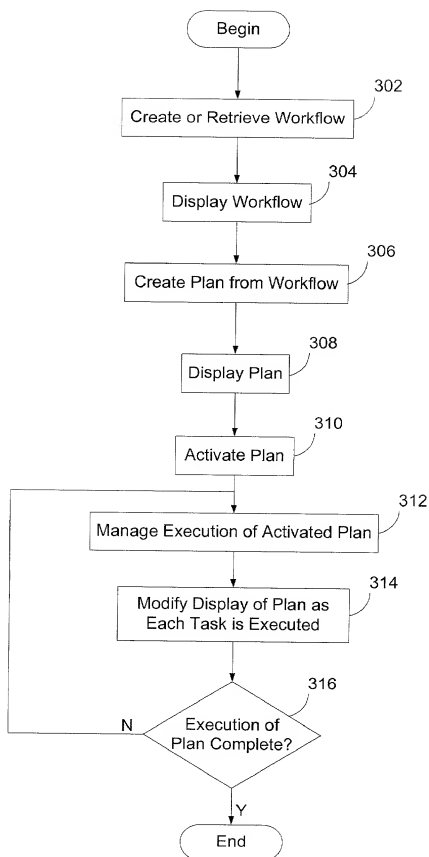 Begin
302
Create or Retrieve Workflow
304
Display Workflow
306
Create Plan from Workflow
308
Display Plan
310
Activate Plan
312
Manage Execution of Activated Plan
314
Modify Display of Plan as
Each Task is Executed
316
Execution of
Plan Complete?
N
Y
End